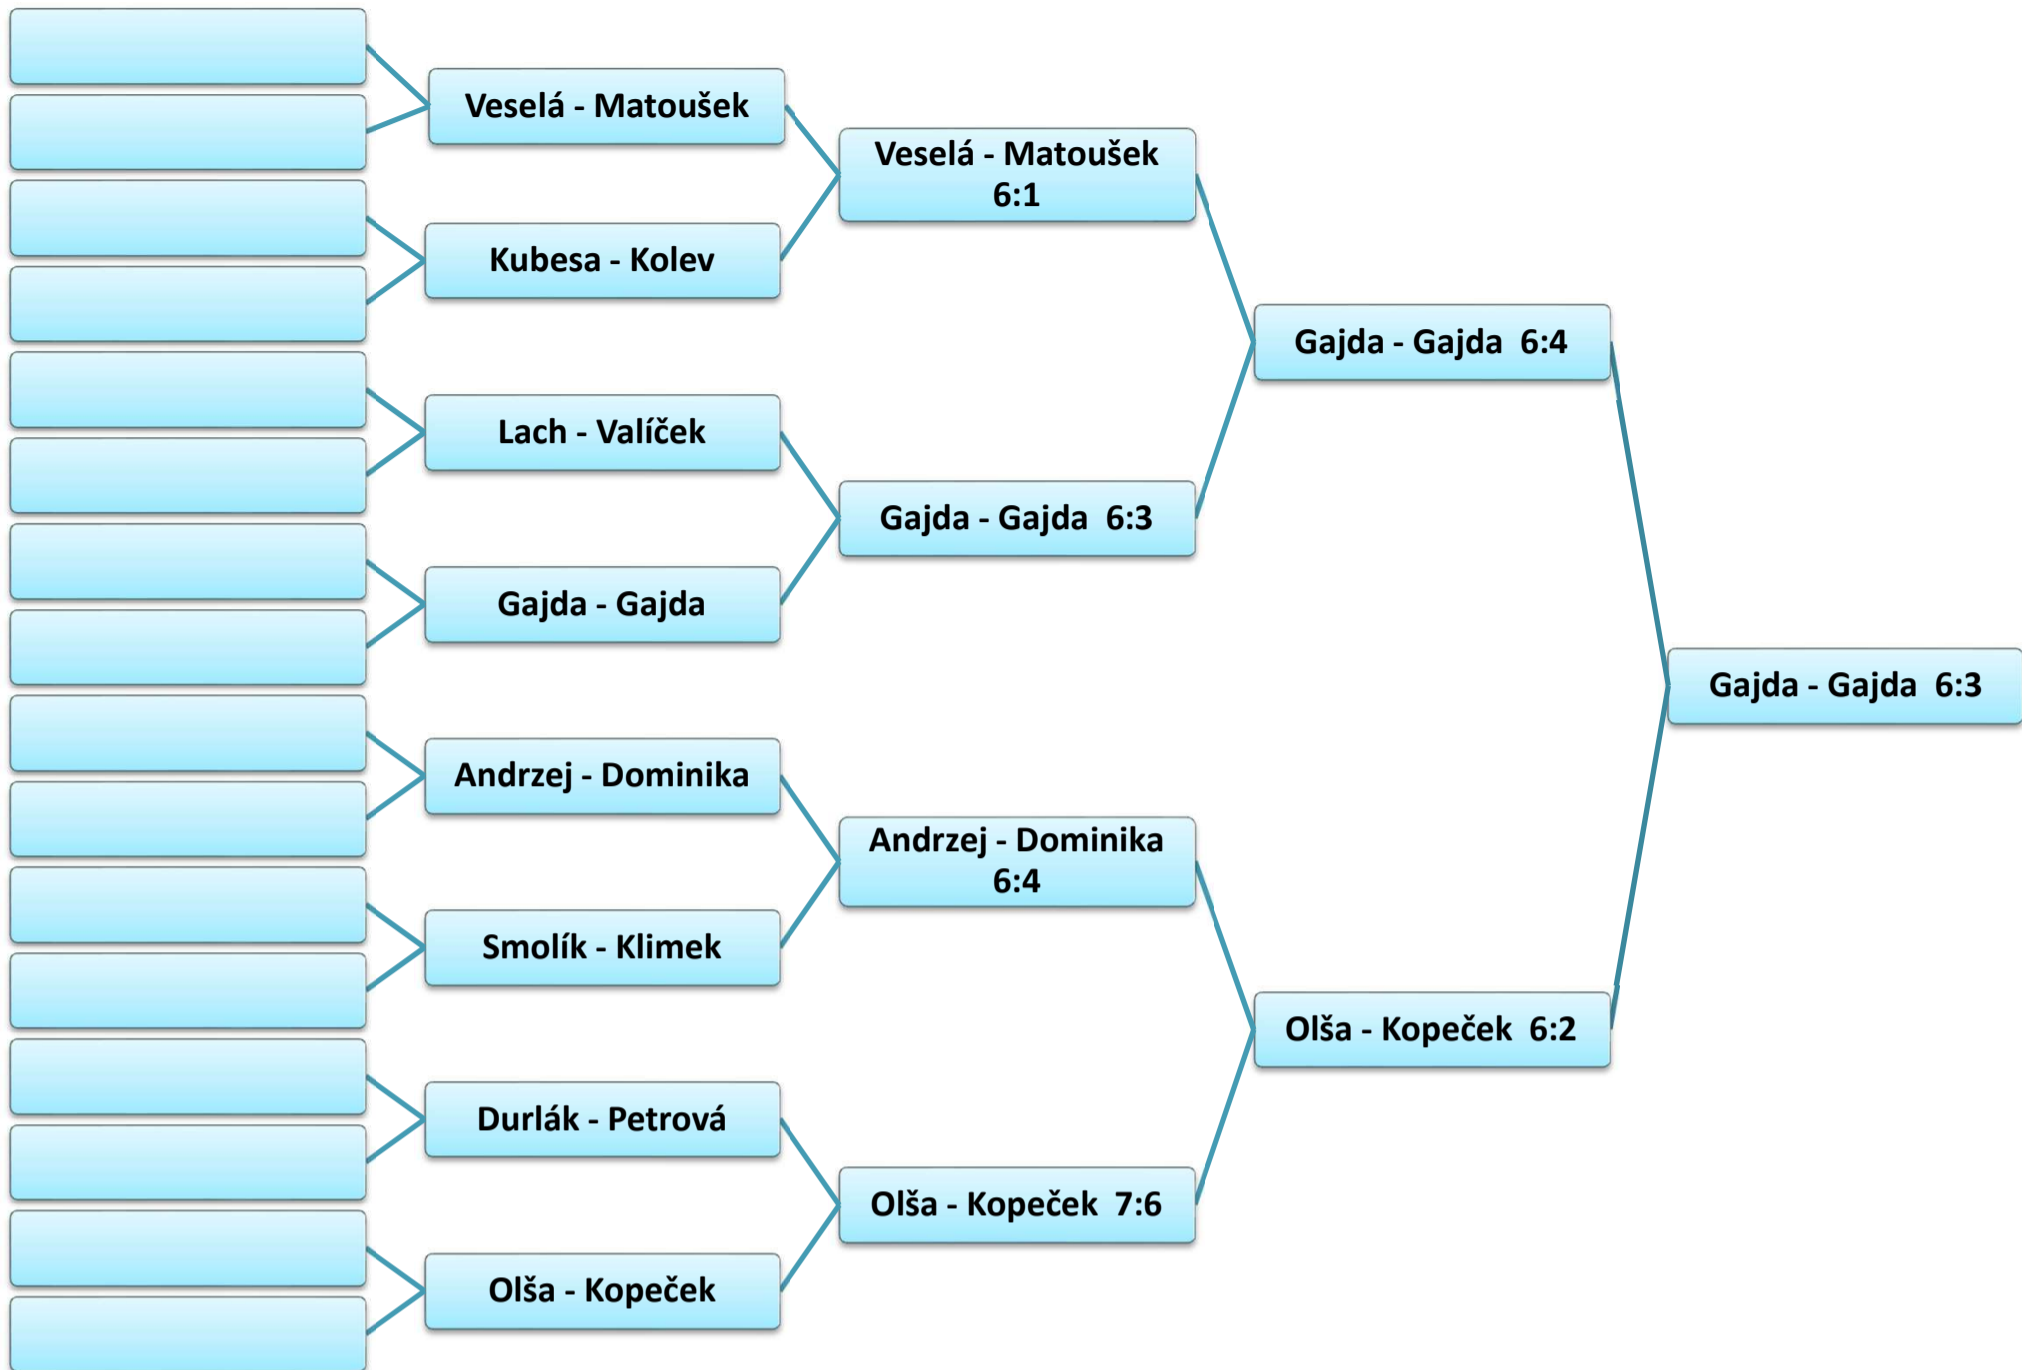 Veselá - Matoušek
Kubesa - Kolev
Lach - Valíček
Gajda - Gajda
Andrzej - Dominika
Smolík - Klimek
Durlák - Petrová
Olša - Kopeček
Veselá - Matoušek
6:1
Gajda - Gajda  6:3
Andrzej - Dominika
6:4
Olša - Kopeček  7:6
Gajda - Gajda  6:4
Olša - Kopeček  6:2
Gajda - Gajda  6:3